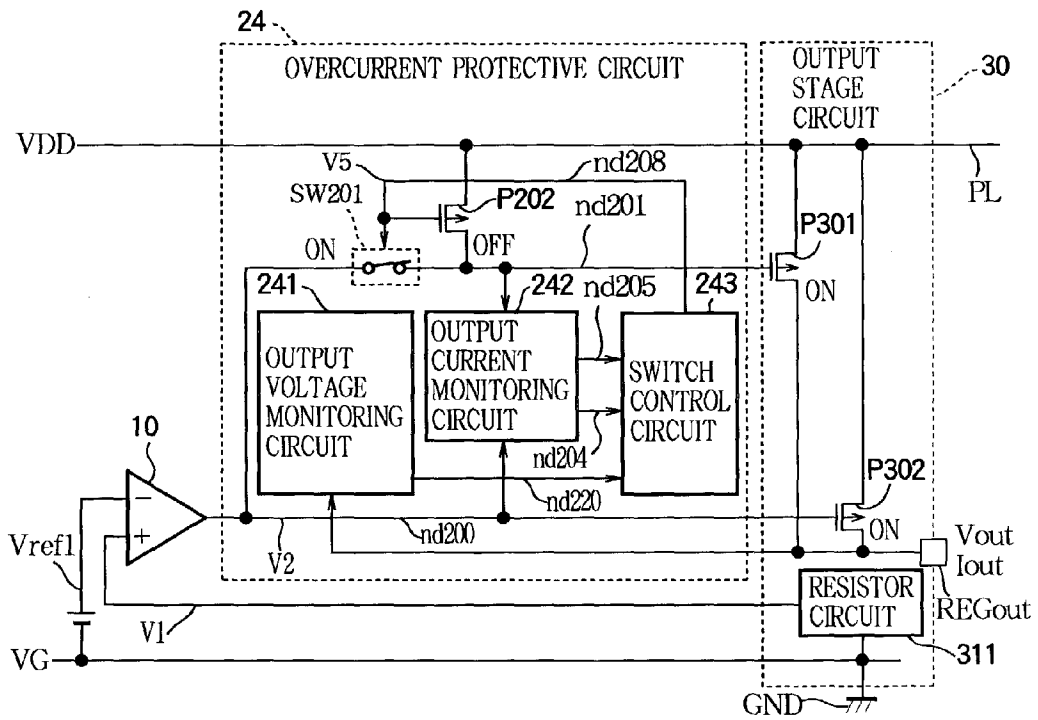 24
OVERCURRENT PROTECTIVE CIRCUIT
OUTPUT
STAGE
CIRCUIT
30
VDD
V5
nd208
PL
SW201
P202
nd201
P301
ON
OFF
ON
241
242
nd205
243
OUTPUT
VOLTAGE
MONITORING
CIRCUIT
OUTPUT
CURRENT
MONITORING
CIRCUIT
SWITCH
CONTROL
CIRCUIT
nd204
10
nd220
P302
nd200
ON
V2
Vref1
Vout
Iout
REGout
V1
RESISTOR
CIRCUIT
311
VG
GND